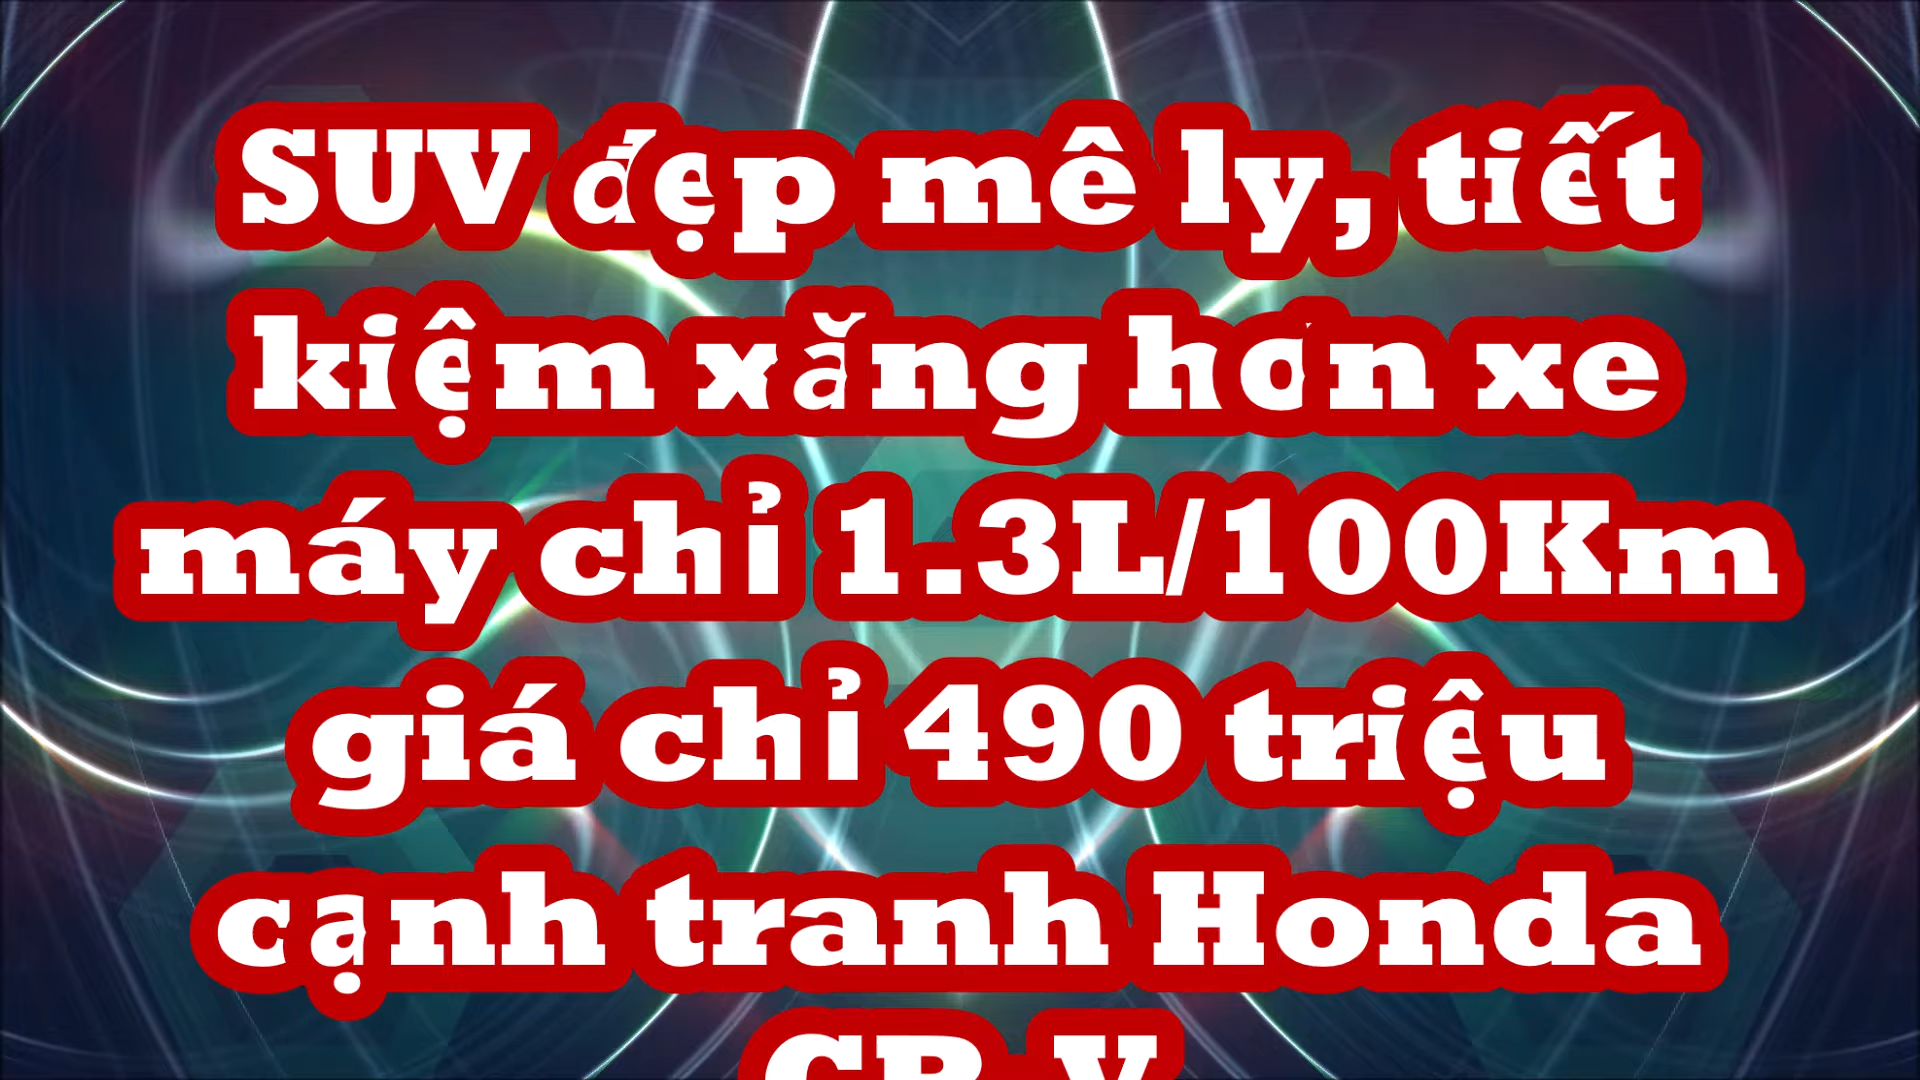 SUV đẹp mê ly, tiết
kiệm xăng hơn xe
máy chỉ 1.3L/100Km
giá chỉ 490 triệu
cạnh tranh Honda
CR-V